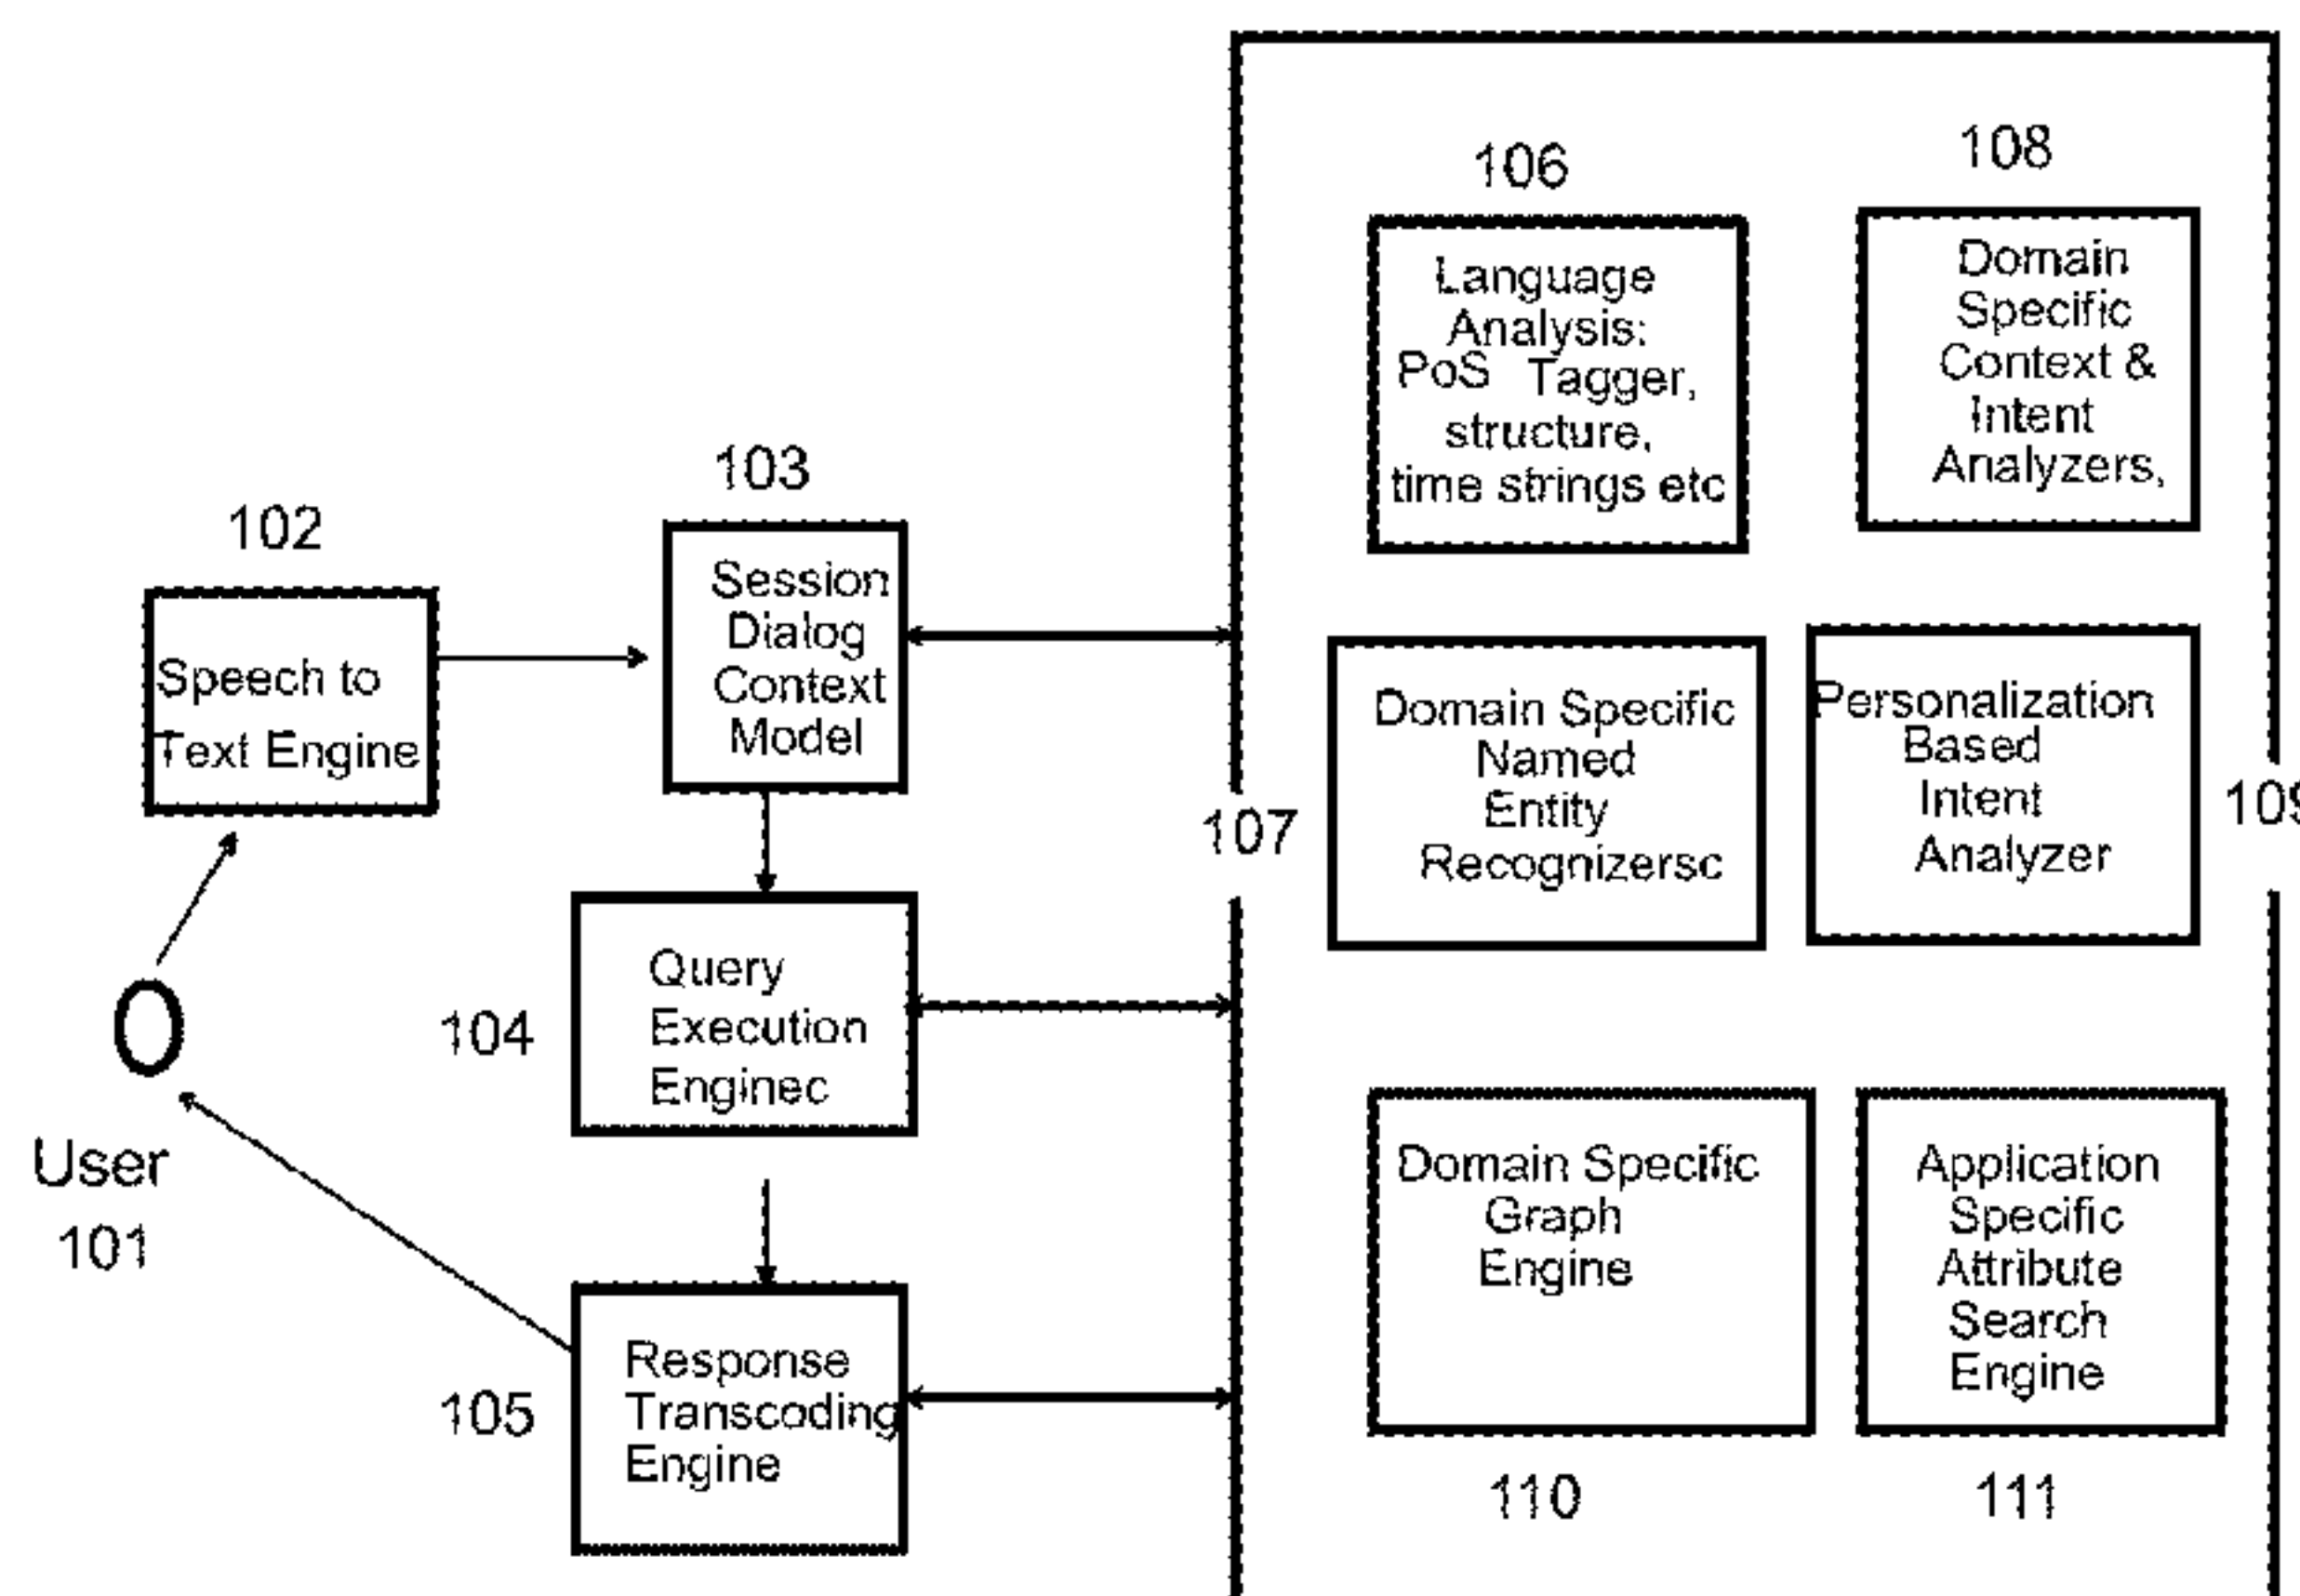 102
Speech to
Text Engine
User
101
103
Session
Dialog
Context
Model
104
Query
Execution
Enginec
105
Response
Transcoding
Engine
106
Language
Analysis:
PoS Tagger,
structure,
time strings etc
108
Domain
Specific
Context &
Intent
Analyzers,
107
Domain Specific
Named
Entity
Recognizersc
Personalization
Based
Intent
Analyzer
109
Domain Specific
Graph
Engine
110
Application
Specific
Attribute
Search
Engine
111